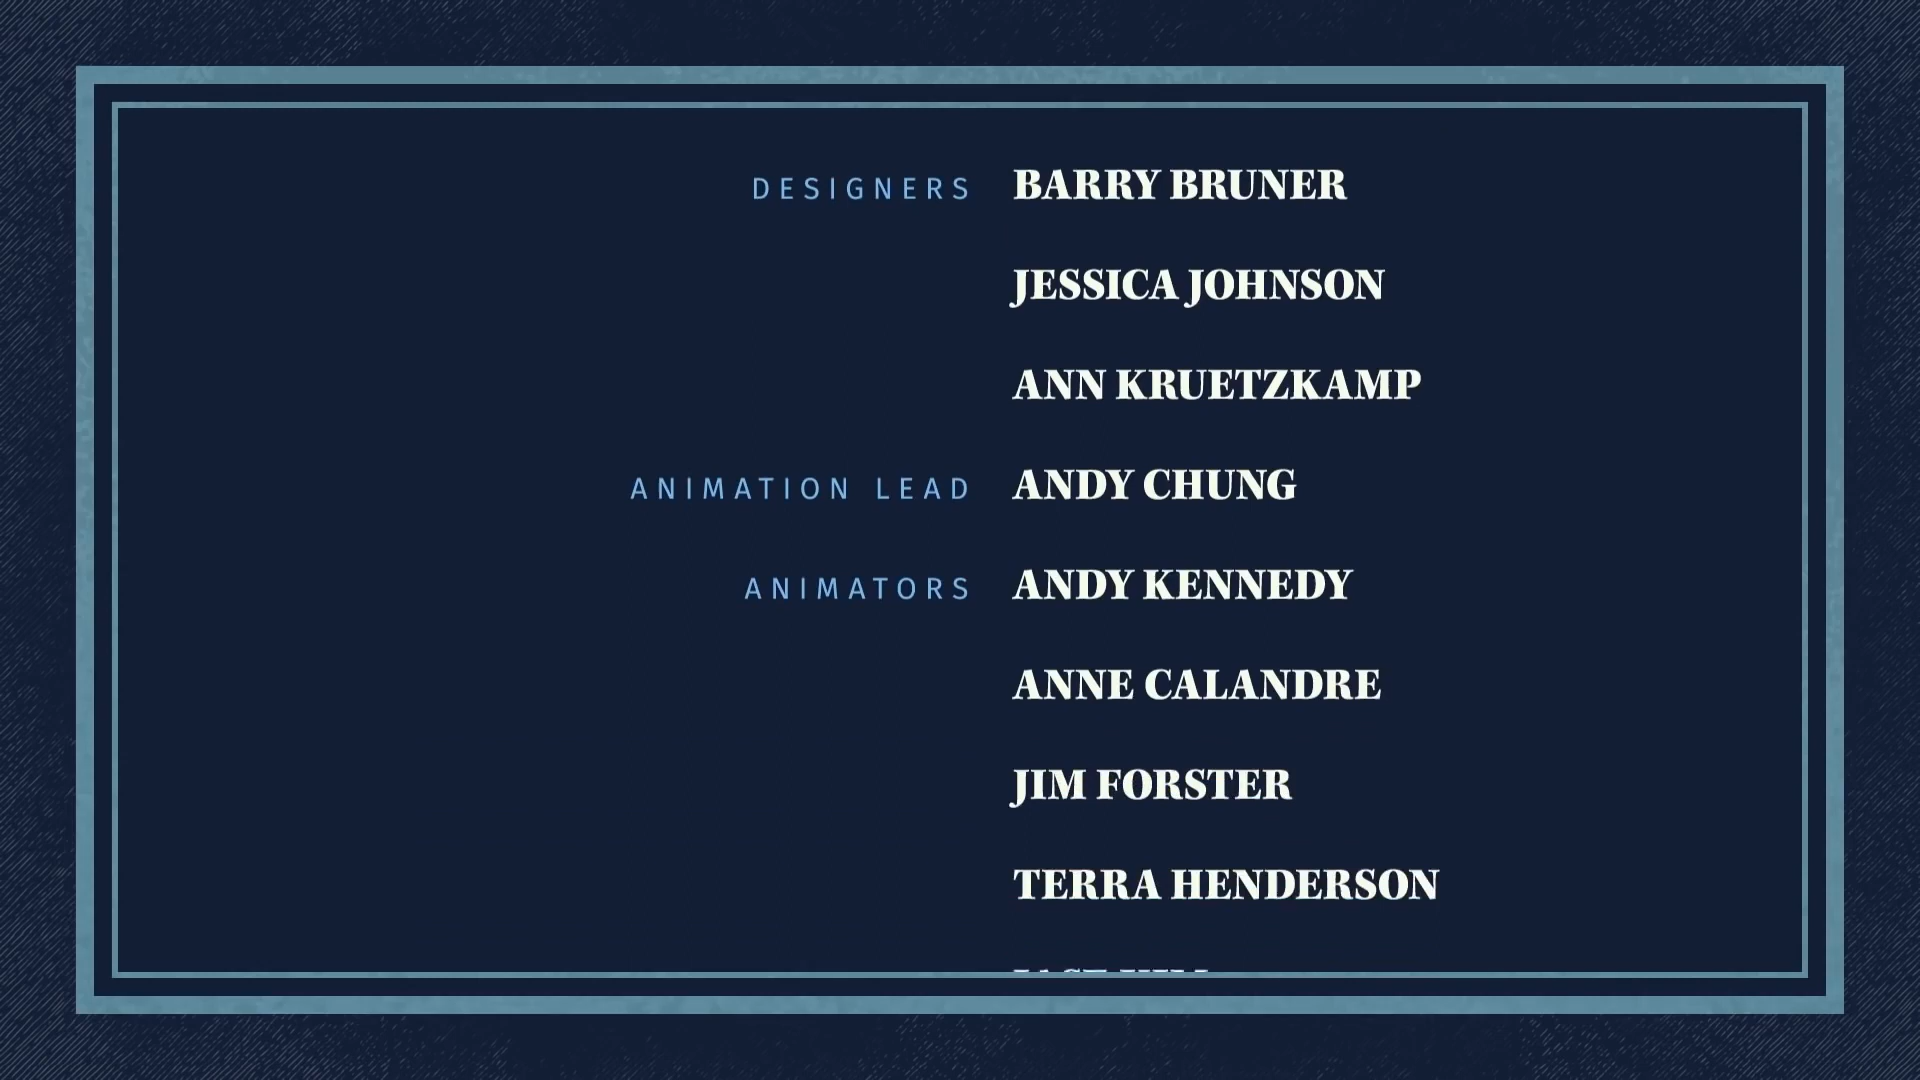 DESIGNERS BARRY BRUNER
JESSICA JOHNSON
ANN KRUETZKAMP
ANIMATION LEAD ANDY CHUNG
ANIMATORS ANDY KENNEDY
ANNE CALANDRE
JIM FORSTER
TERRA HENDERSON